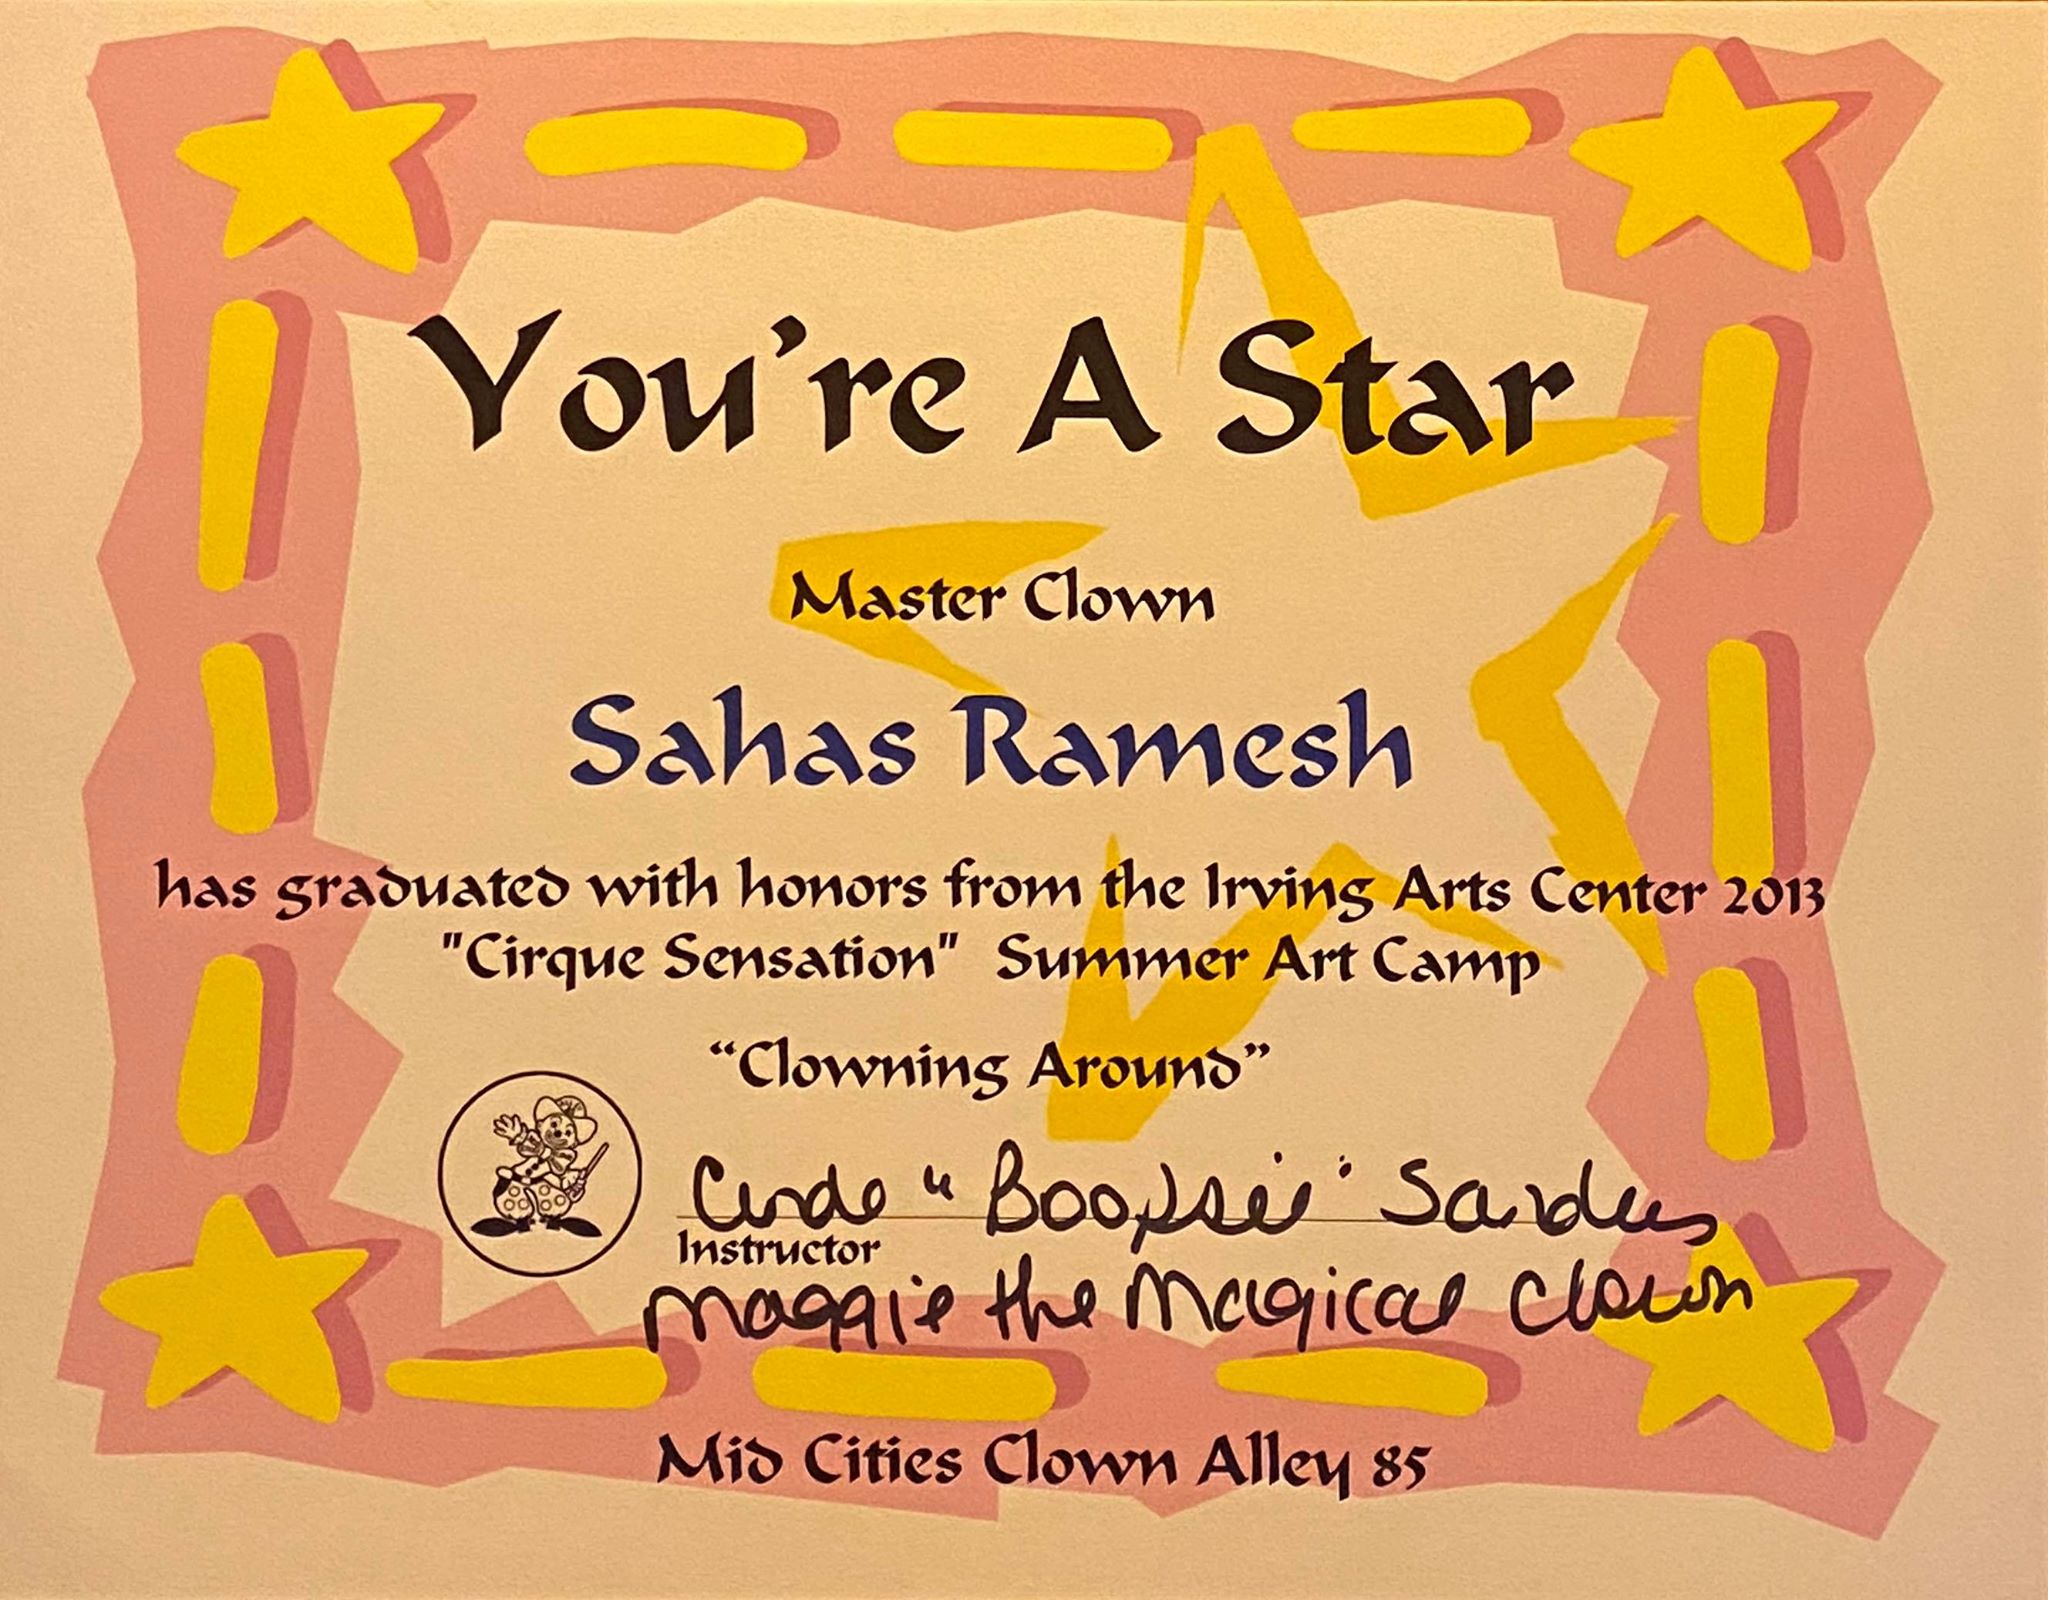 You're A Star
Master Clown
Sahas Ramesh
has graduated with honors from the Irving Arts Center 2013
"Cirque Sensation" Summer Art Camp
“Clowning Around”
"Boopsie" Sanders
Instructor
Maggie the Magical Clown
Mid Cities Clown Alley 85